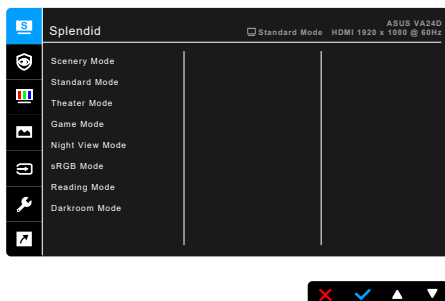 S
Splendid
ASUS VA24D
Standard Mode HDMI 1920 x 1080 @ 60Hz
Scenery Mode
Standard Mode
Theater Mode
Game Mode
Night View Mode
sRGB Mode
Reading Mode
Darkroom Mode